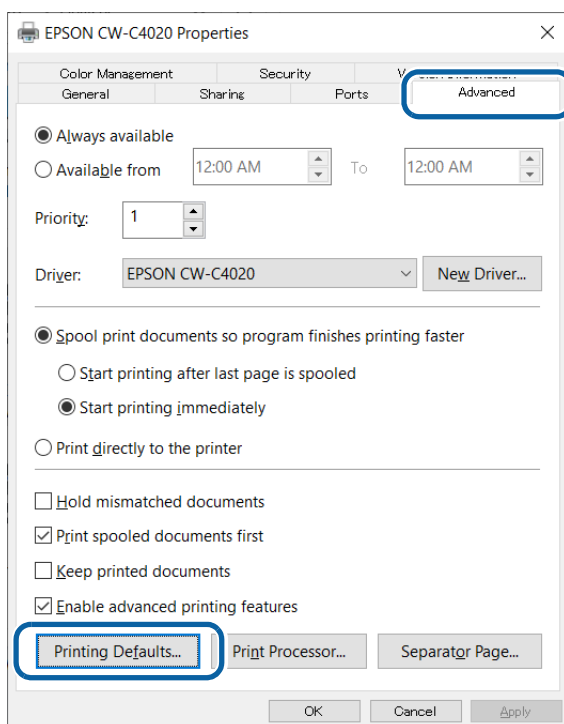 EPSON CW-C4020 Properties
Color Management Security
General Sharing Ports Advanced
Always available
Available from 12:00 AM To 12:00 AM
Priority: 1
Driver: EPSON CW-C4020 New Driver...
Spool print documents so program finishes printing faster
Start printing after last page is spooled
Start printing immediately
Print directly to the printer
Hold mismatched documents
Print spooled documents first
Keep printed documents
Enable advanced printing features
Printing Defaults... Print Processor... Separator Page...
OK Cancel Apply